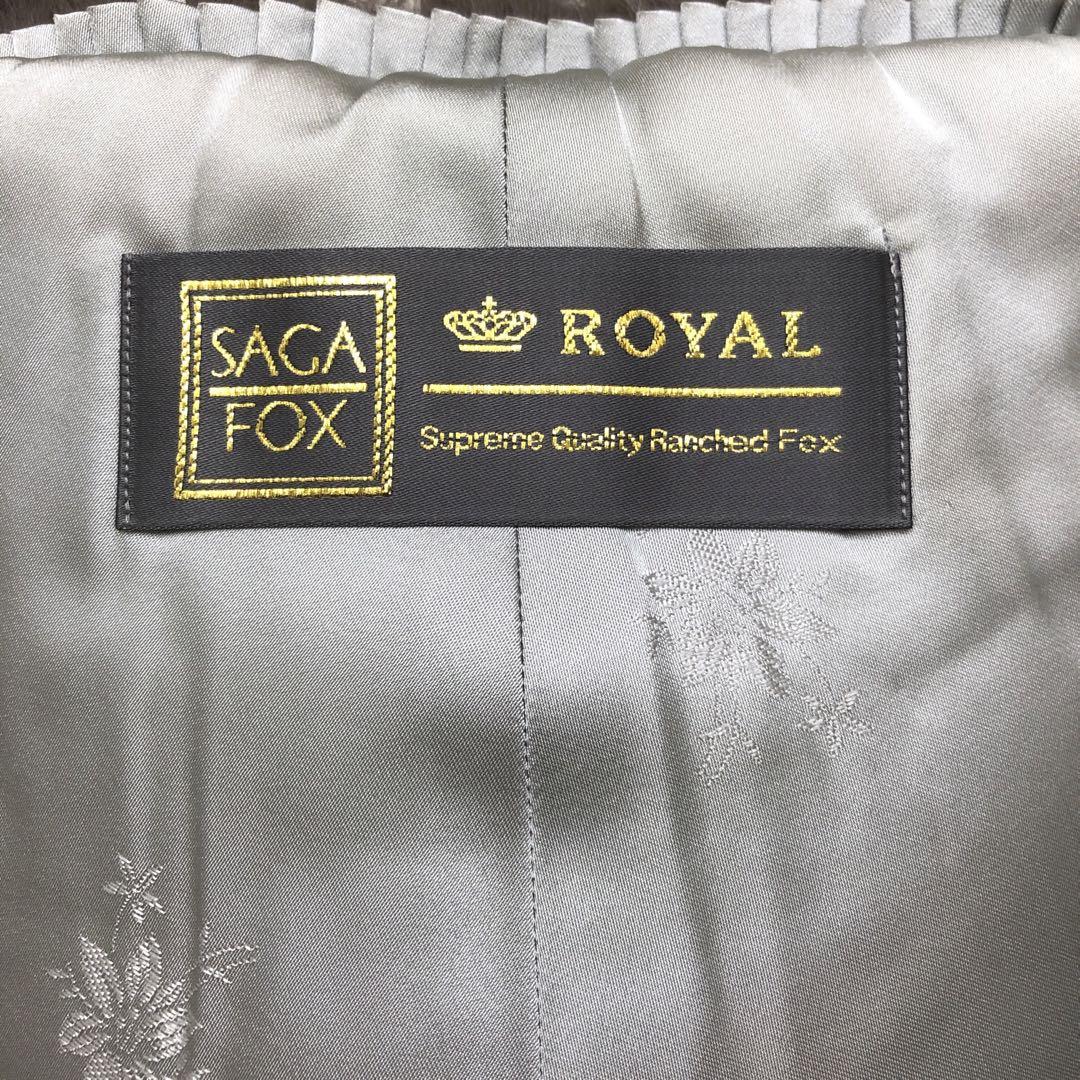 SAGA
FOX
ROYAL
Supreme Quality Ranched Fox